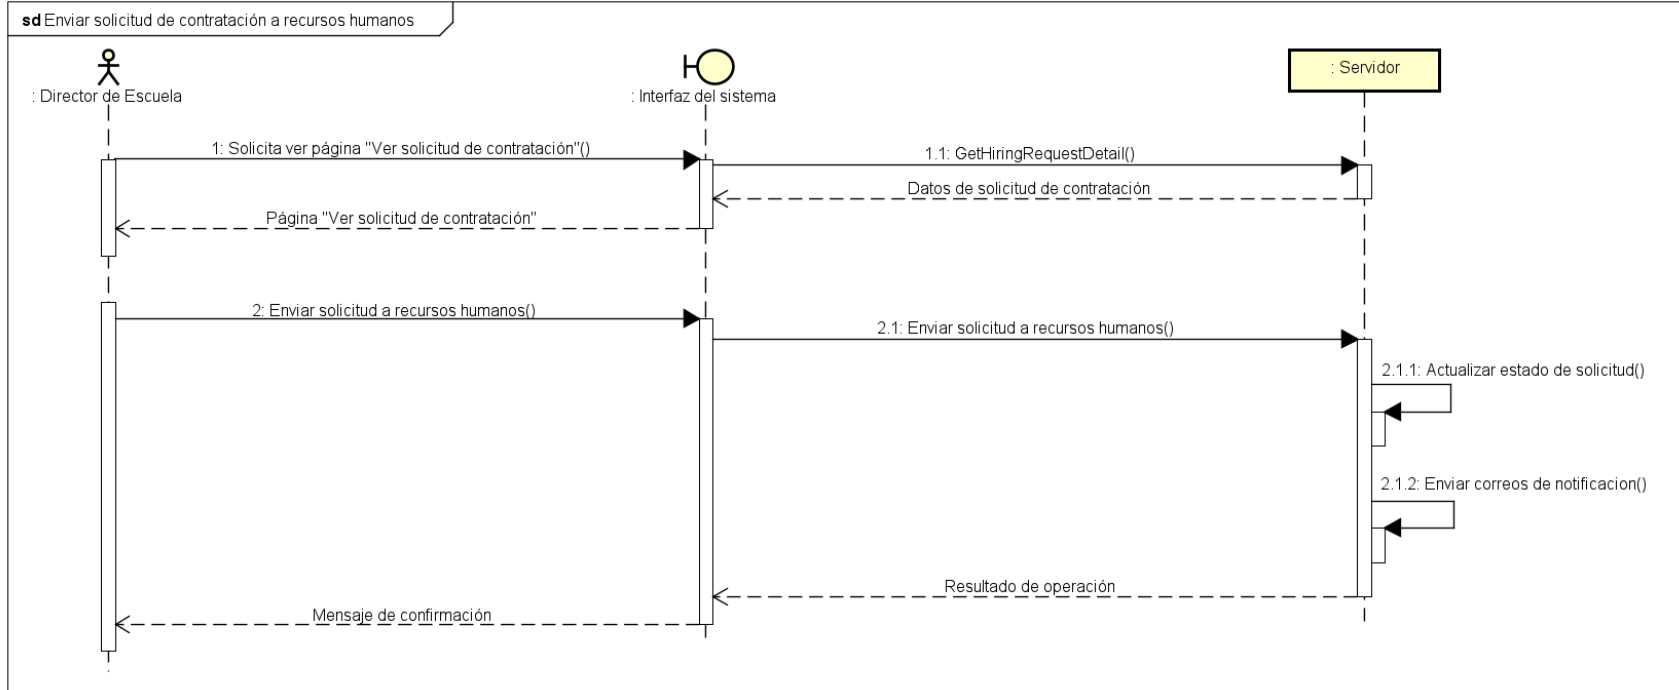 sd Enviar solicitud de contratación a recursos humanos
: Director de Escuela
: Interfaz del sistema
: Servidor
1: Solicita ver página "Ver solicitud de contratación"()
1.1: GetHiringRequestDetail()
Datos de solicitud de contratación
Página "Ver solicitud de contratación"
2: Enviar solicitud a recursos humanos()
2.1: Enviar solicitud a recursos humanos()
2.1.1: Actualizar estado de solicitud()
2.1.2: Enviar correos de notificacion()
Resultado de operación
Mensaje de confirmación